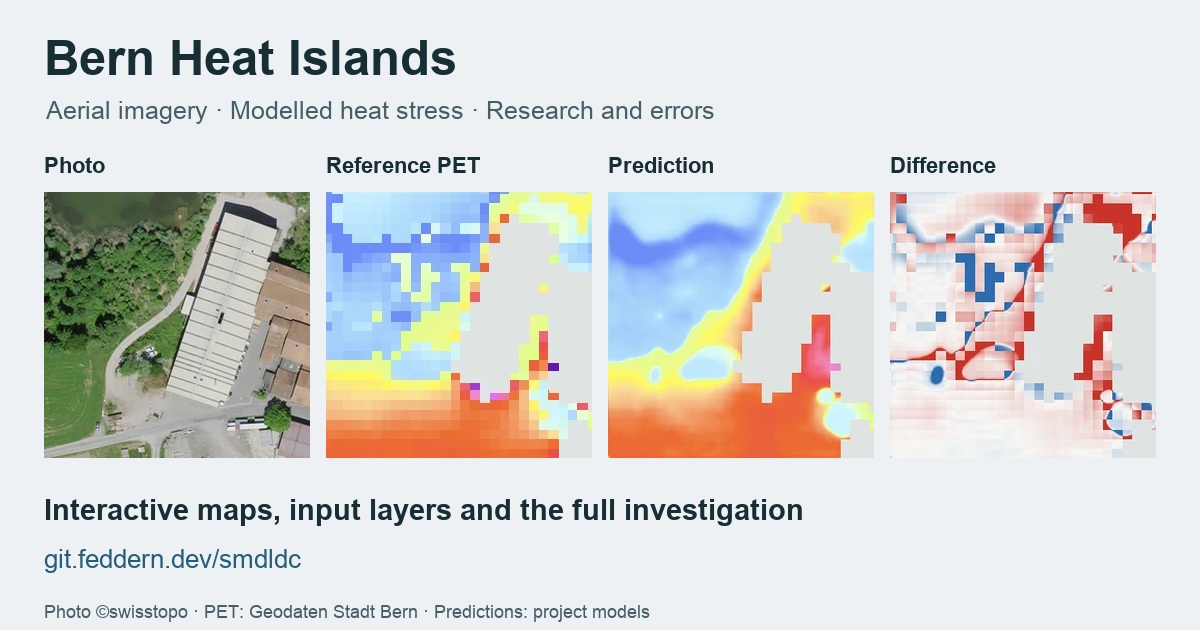 Bern Heat Islands
Aerial imagery · Modelled heat stress · Research and errors
Photo
Reference PET
Prediction
Difference
Interactive maps, input layers and the full investigation
git.feddern.dev/smdldc
Photo ©swisstopo · PET: Geodaten Stadt Bern · Predictions: project models